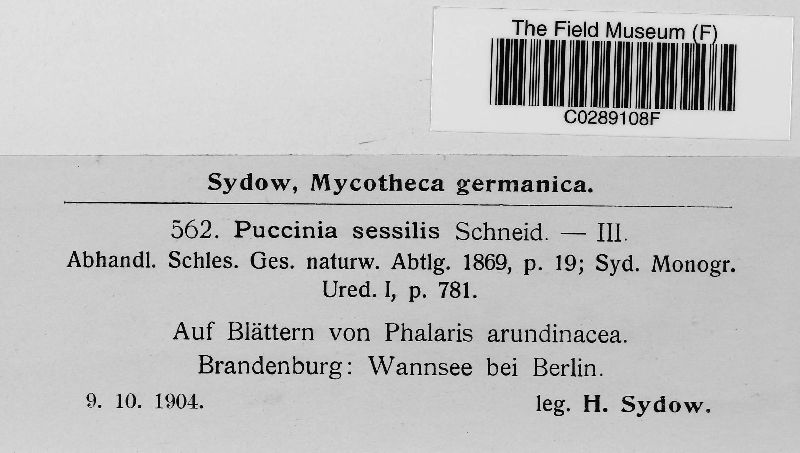 The Field Museum (F)
C0289108F
Sydow, Mycotheca germanica.
562. Puccinia sessilis Schneid. — III.
Abhandl. Schles. Ges. naturw. Abtlg. 1869, p. 19; Syd. Monogr.
Ured. I, p. 781.
Auf Blättern von Phalaris arundinacea.
Brandenburg: Wannsee bei Berlin.
9. 10. 1904. leg. H. Sydow.